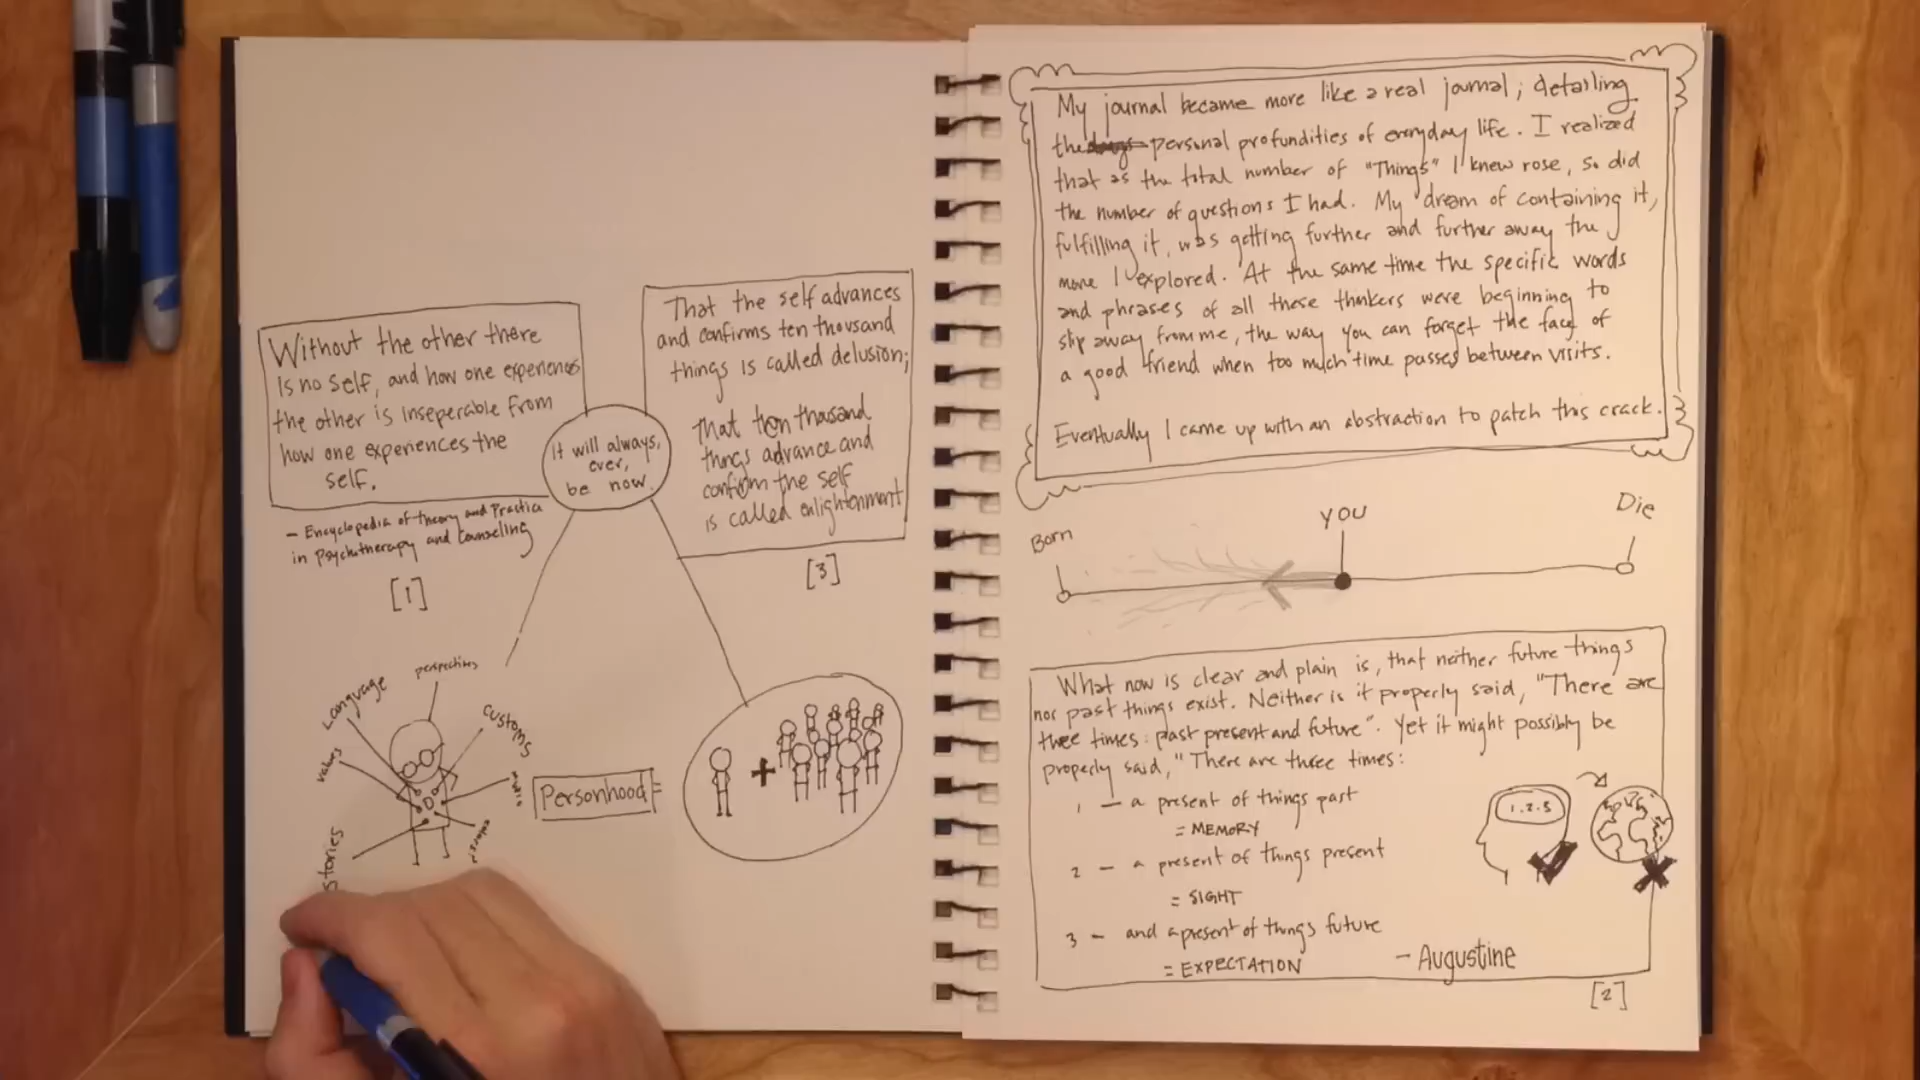 Without the other there
is no self, and how one experiences
the other is inseperable from
how one experiences the
self.
- Encyclopedia of theory and Practice
in Psychotherapy and Counseling
[1]
It will always,
ever,
be now.
That the self advances
and confirms ten thousand
things is called delusion;
That ten thousand
things advance and
confirm the self
is called enlightenment
[3]
perspectives
Language
customs
values
stories
Personhood =
+
My journal became more like a real journal; detailing
the personal profundities of everyday life. I realized
that as the total number of "Things" I knew rose, so did
the number of questions I had. My dream of containing it,
fulfilling it, was getting further and further away the
more I explored. At the same time the specific words
and phrases of all these thinkers were beginning to
slip away from me, the way you can forget the face of
a good friend when too much time passes between visits.
Eventually I came up with an abstraction to patch this crack.
Born
YOU
Die
What now is clear and plain is, that neither future things
nor past things exist. Neither is it properly said, "There are
three times: past present and future". Yet it might possibly be
properly said, "There are three times:
1 - a present of things past
= MEMORY
2 - a present of things present
= SIGHT
3 - and a present of things future
= EXPECTATION
1.2.3
- Augustine
[2]